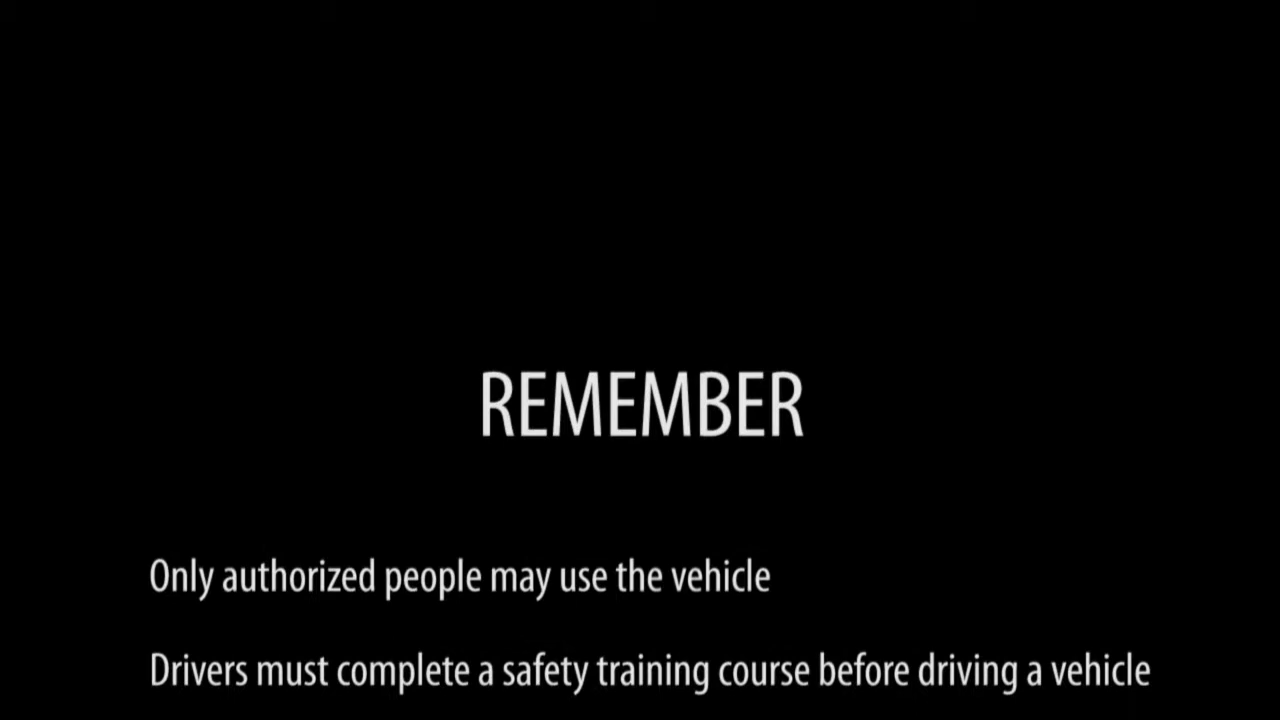 REMEMBER
Only authorized people may use the vehicle
Drivers must complete a safety training course before driving a vehicle